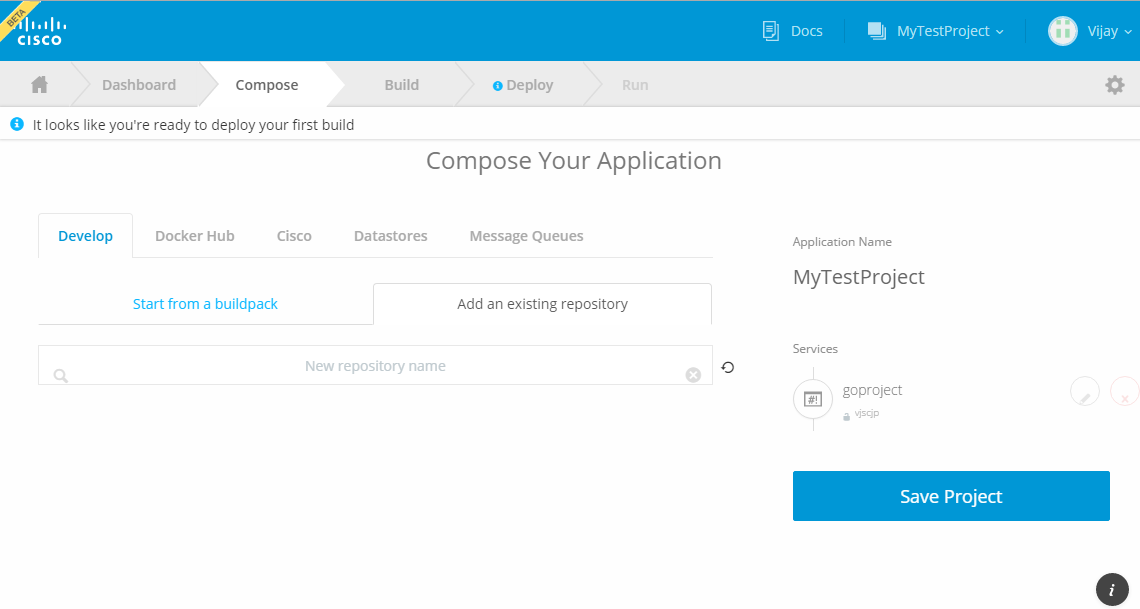 BETA
CISCO
Docs
MyTestProject
Vijay
Dashboard
Compose
Build
Deploy
Run
It looks like you're ready to deploy your first build
Compose Your Application
Develop
Docker Hub
Cisco
Datastores
Message Queues
Start from a buildpack
Add an existing repository
New repository name
Application Name
MyTestProject
Services
#!
goproject
vjscjp
Save Project
i